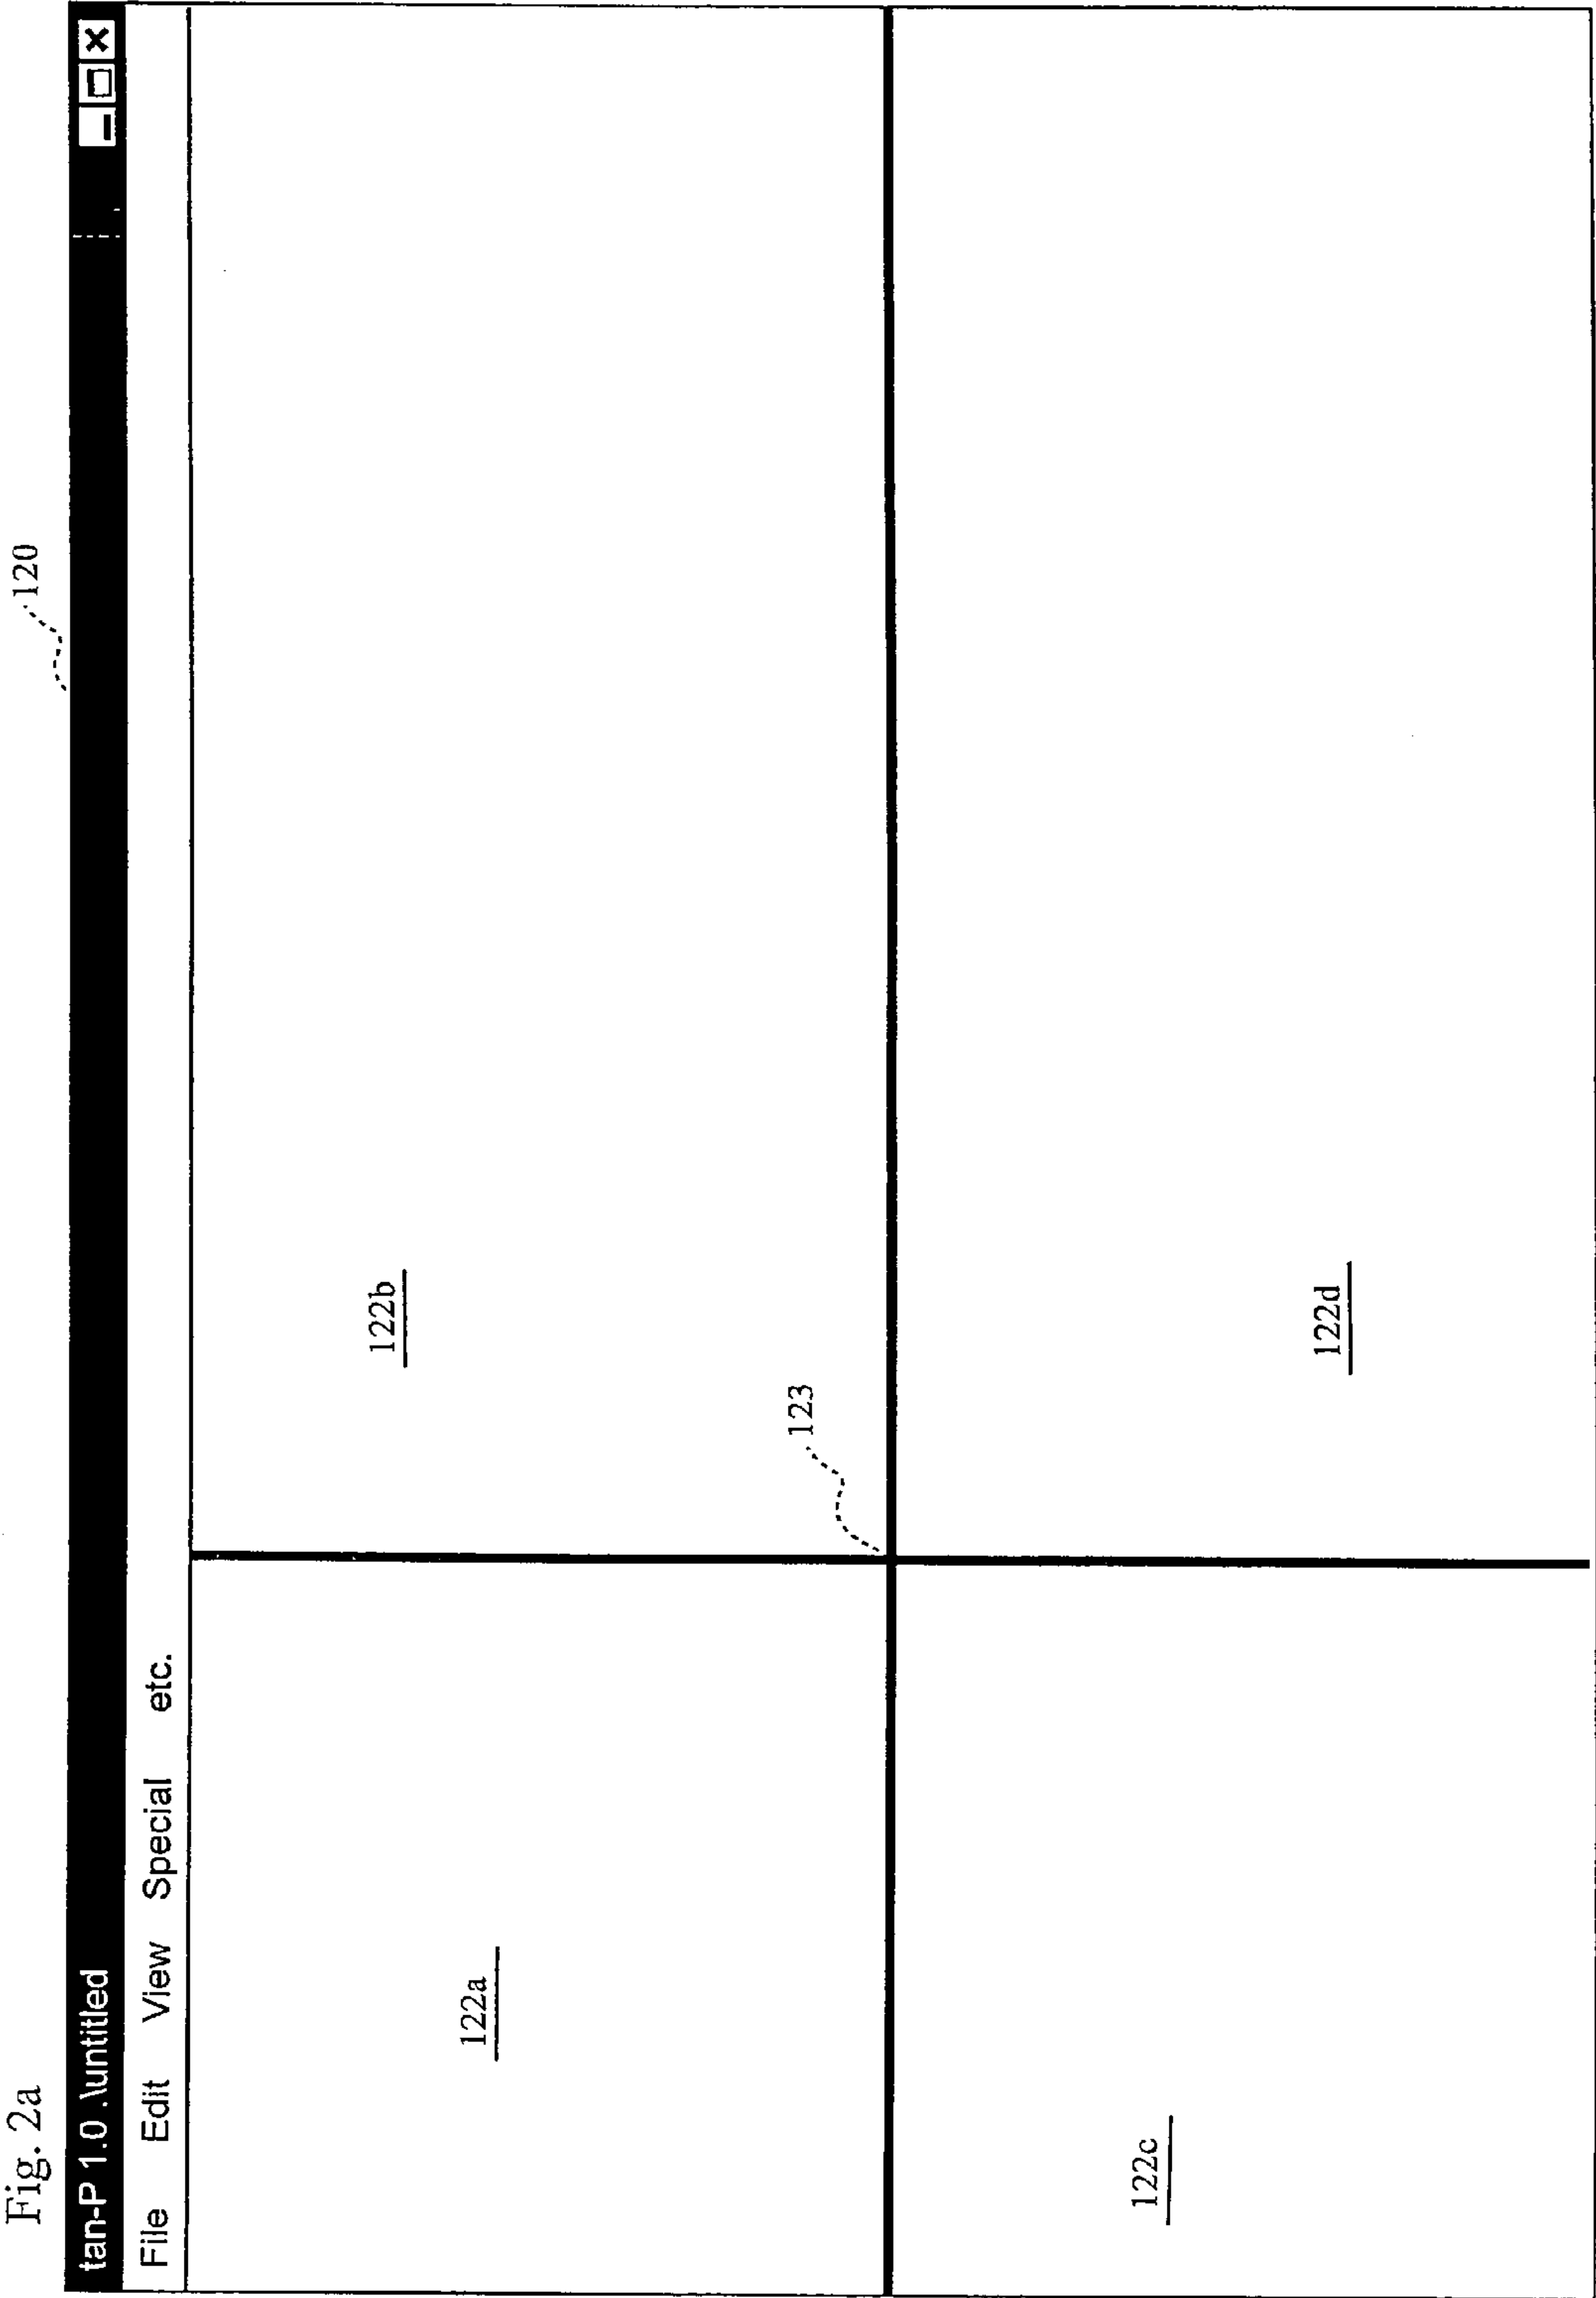 Fig. 2a
120
tan-P 1.0 .\untitled
File Edit View Special etc.
122a
122b
123
122c
122d